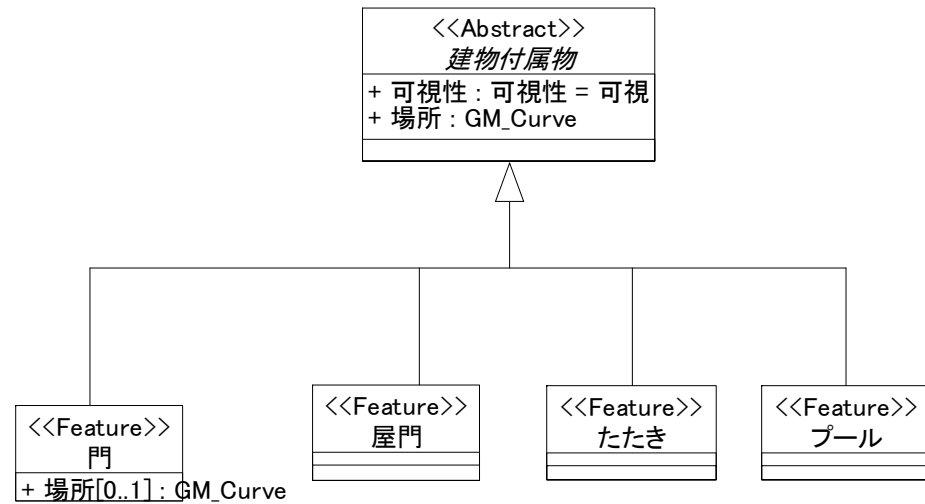 <<Abstract>>
建物付属物
+ 可視性 : 可視性 = 可視
+ 場所 : GM_Curve
<<Feature>>
門
+ 場所[0..1] : GM_Curve
<<Feature>>
屋門
<<Feature>>
たたき
<<Feature>>
プール